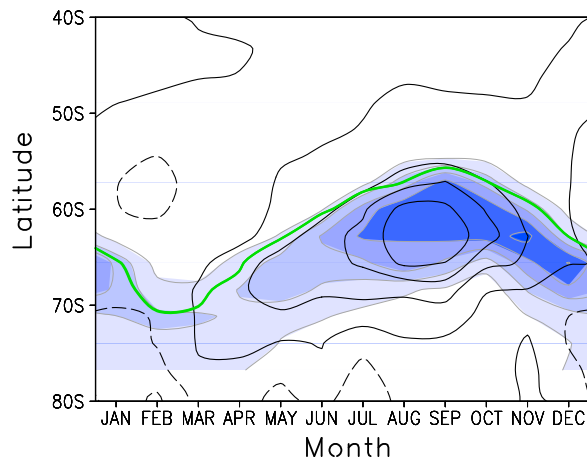 40S
50S
60S
70S
80S
Latitude
JAN FEB MAR APR MAY JUN JUL AUG SEP OCT NOV DEC
Month